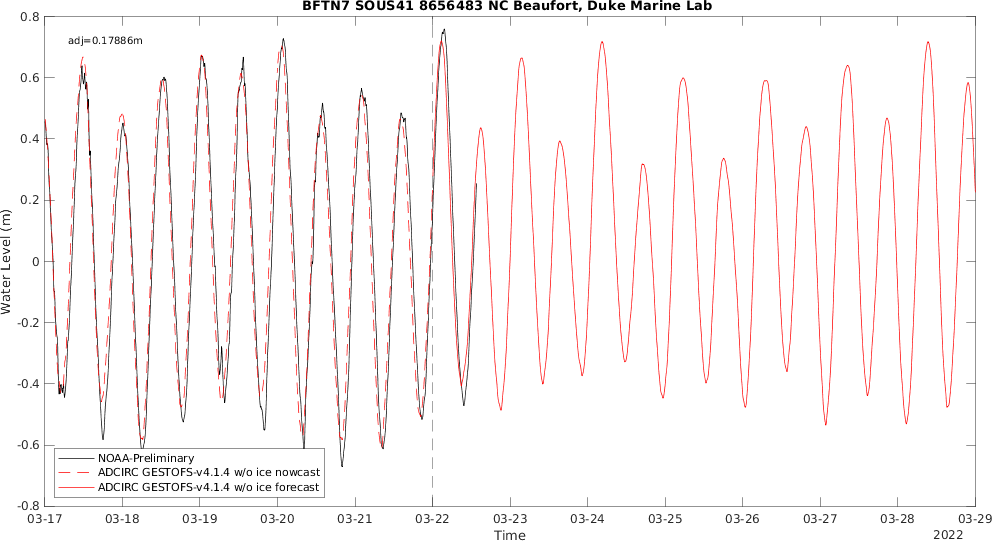 BFTN7 SOUS41 8656483 NC Beaufort, Duke Marine Lab
adj=0.17886m
0.8
0.6
0.4
0.2
0
-0.2
-0.4
-0.6
-0.8
Water Level (m)
NOAA-Preliminary
ADCIRC GESTOFS-v4.1.4 w/o ice nowcast
ADCIRC GESTOFS-v4.1.4 w/o ice forecast
03-17 03-18 03-19 03-20 03-21 03-22 03-23 03-24 03-25 03-26 03-27 03-28 03-29
Time
2022